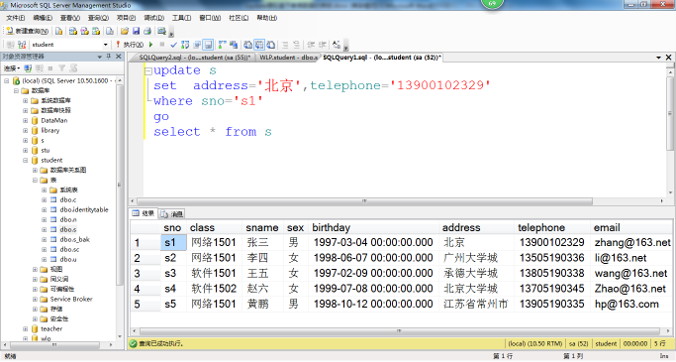 Microsoft SQL Server Management Studio
69
文件(F) 编辑(E) 查看(V) 查询(Q) 项目(P) 调试(D) 工具(T) 窗口(W) 社区(C) 帮助(H)
新建查询(N)
student 执行(X)
对象资源管理器
连接
(local) (SQL Server 10.50.1600 -
数据库
系统数据库
数据库快照
DataMan
library
s
stu
student
数据库关系图
表
系统表
dbo.c
dbo.identitytable
dbo.n
dbo.s
dbo.s_bak
dbo.sc
dbo.u
视图
同义词
可编程性
Service Broker
存储
安全性
teacher
wlp
SQLQuery2.sql - (lo....student (sa (55))* WLP.student - dbo.s SQLQuery1.sql - (lo...student (sa (52))*
update s
set address='北京',telephone='13900102329'
where sno='s1'
go
select * from s
结果 消息
sno class sname sex birthday address telephone email
1 s1 网络1501 张三 男 1997-03-04 00:00:00.000 北京 13900102329 zhang@163.net
2 s2 网络1501 李四 女 1998-06-07 00:00:00.000 广州大学城 13505190336 li@163.net
3 s3 软件1501 王五 女 1997-02-09 00:00:00.000 承德大学城 13805190338 wang@163.net
4 s4 软件1502 赵六 女 1999-07-08 00:00:00.000 北京大学城 13705190345 Zhao@163.net
5 s5 网络1501 黄鹏 男 1998-10-12 00:00:00.000 江苏省常州市 13905190335 hp@163.com
查询已成功执行。 (local) (10.50 RTM) sa (52) student 00:00:00 5 行
就绪 第 1 行 第 1 列 Ins